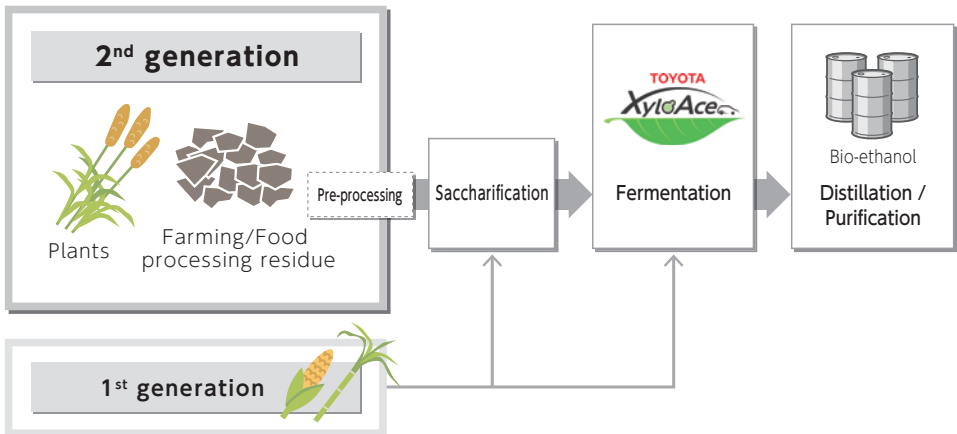 2nd generation
Plants
Farming/Food
processing residue
Pre-processing
Saccharification
TOYOTA
XyloAce
Fermentation
Bio-ethanol
Distillation /
Purification
1st generation